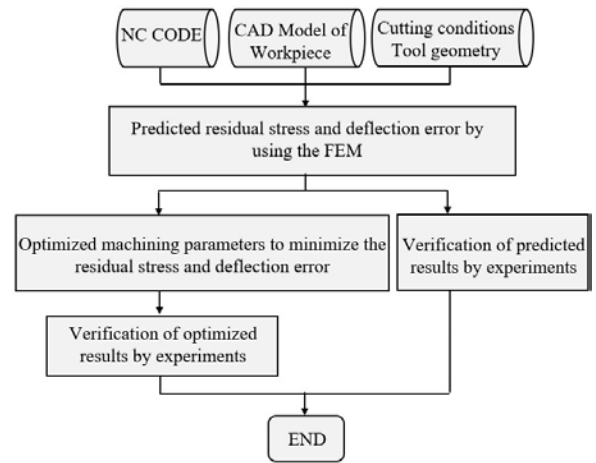 NC CODE
CAD Model of
Workpiece
Cutting conditions
Tool geometry
Predicted residual stress and deflection error by
using the FEM
Optimized machining parameters to minimize the
residual stress and deflection error
Verification of predicted
results by experiments
Verification of optimized
results by experiments
END